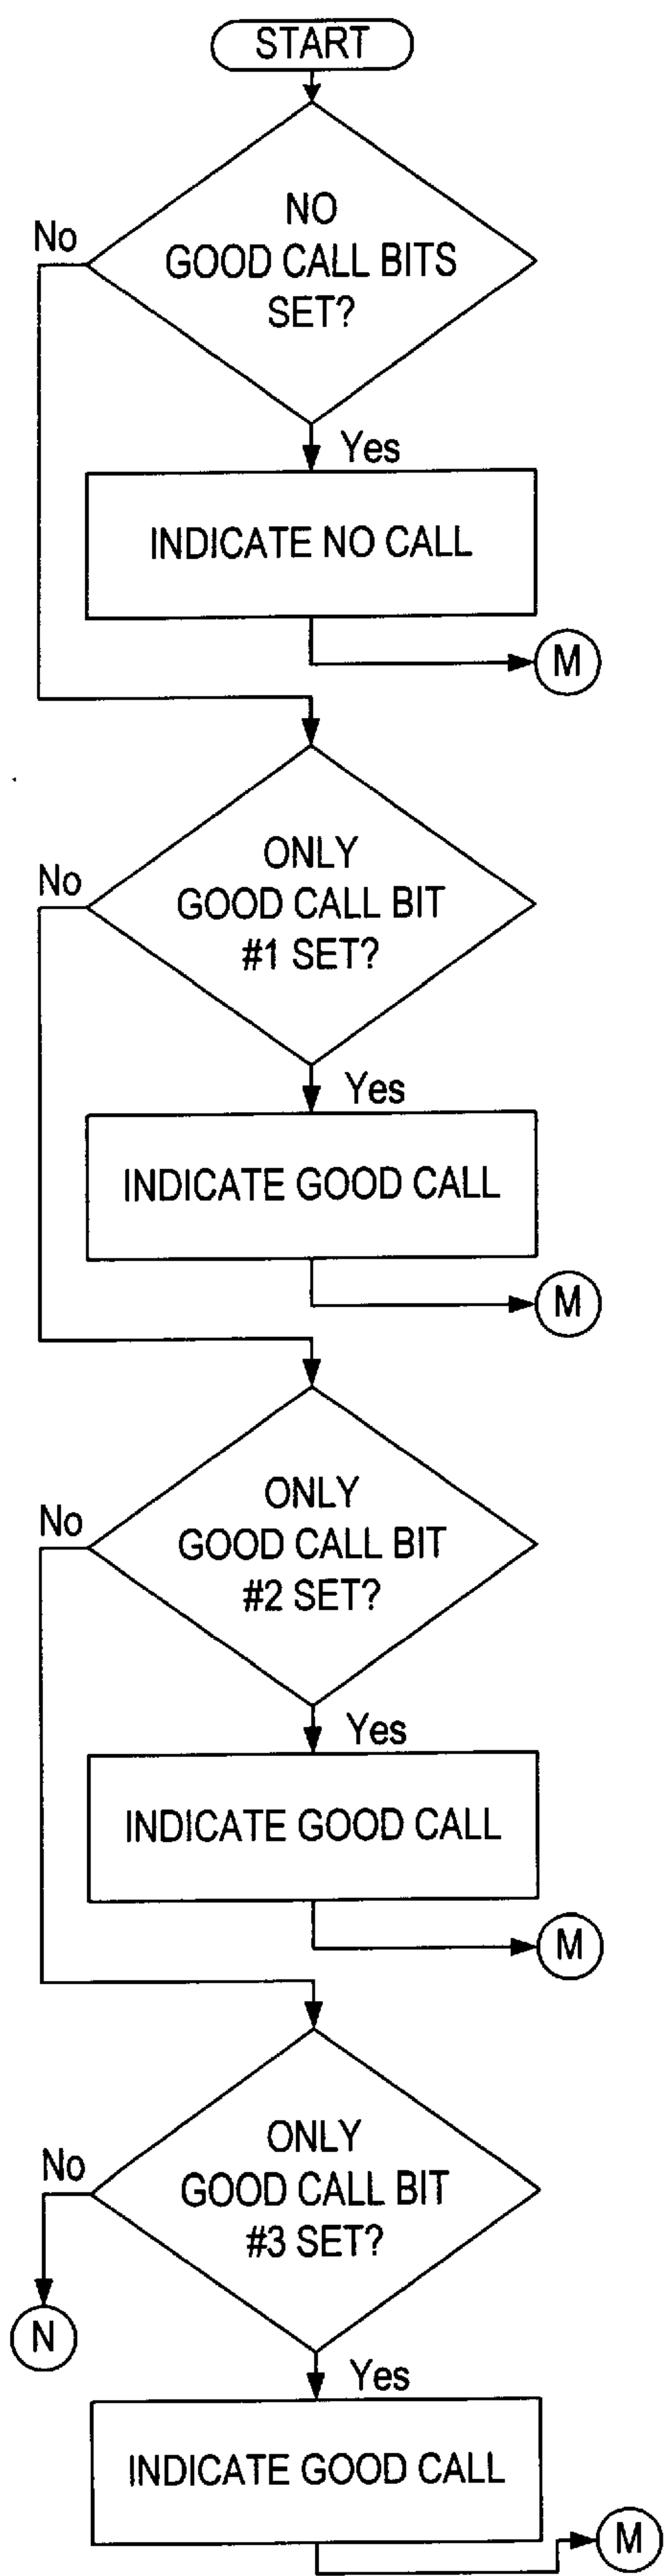 START
NO
GOOD CALL BITS
SET?
No
Yes
INDICATE NO CALL
M
ONLY
GOOD CALL BIT
#1 SET?
No
Yes
INDICATE GOOD CALL
M
ONLY
GOOD CALL BIT
#2 SET?
No
Yes
INDICATE GOOD CALL
M
ONLY
GOOD CALL BIT
#3 SET?
No
N
Yes
INDICATE GOOD CALL
M